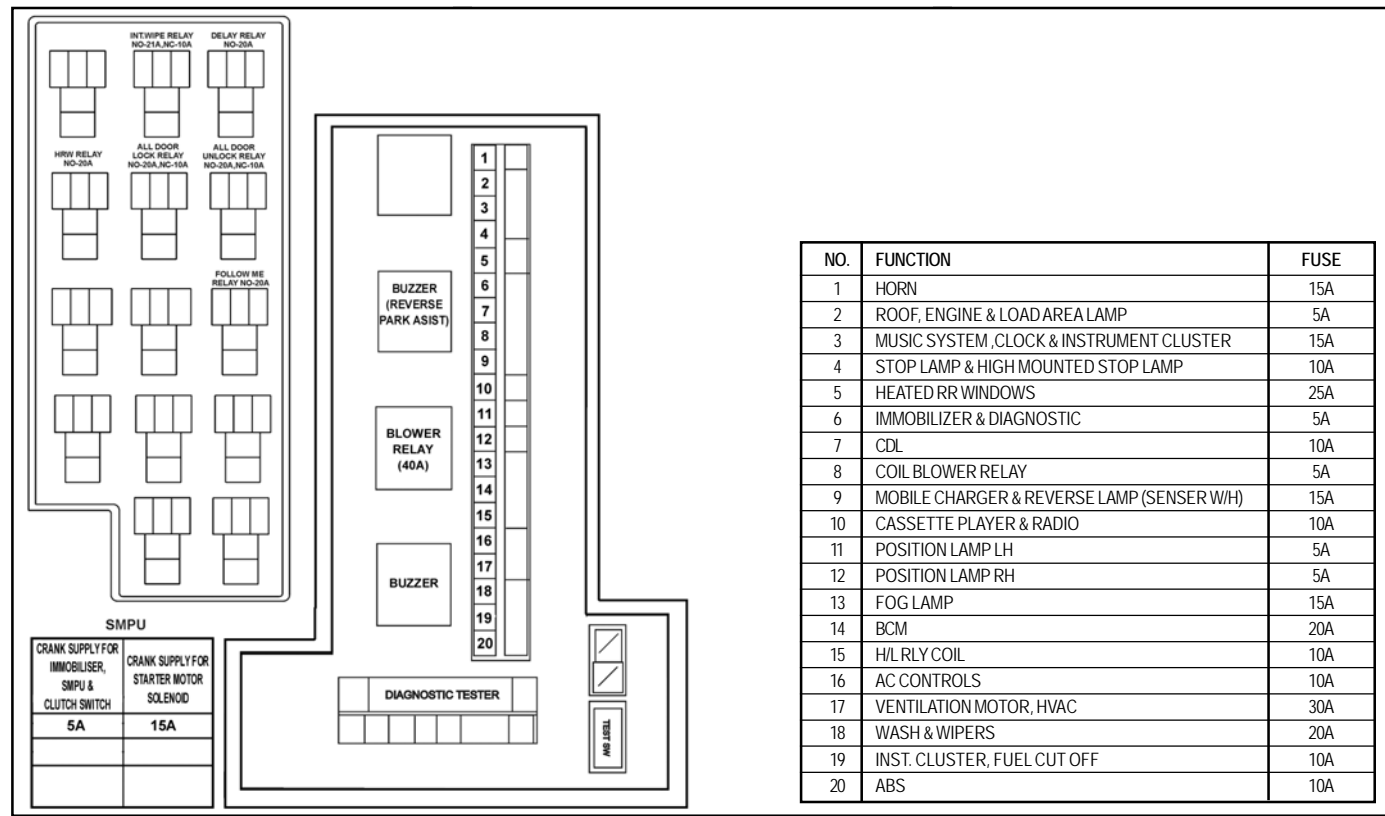 INT.WIPE RELAY
NO-21A,NC-10A
DELAY RELAY
NO-20A
HRW RELAY
NO-20A
ALL DOOR
LOCK RELAY
NO-20A,NC-10A
ALL DOOR
UNLOCK RELAY
NO-20A,NC-10A
FOLLOW ME
RELAY NO-20A
SMPU
CRANK SUPPLY FOR
IMMOBILISER,
SMPU &
CLUTCH SWITCH
CRANK SUPPLY FOR
STARTER MOTOR
SOLENOID
5A 15A
BUZZER
(REVERSE
PARK ASIST)
BLOWER
RELAY
(40A)
BUZZER
1
2
3
4
5
6
7
8
9
10
11
12
13
14
15
16
17
18
19
20
DIAGNOSTIC TESTER
TEST SW
NO. FUNCTION FUSE
1 HORN 15A
2 ROOF, ENGINE & LOAD AREA LAMP 5A
3 MUSIC SYSTEM ,CLOCK & INSTRUMENT CLUSTER 15A
4 STOP LAMP & HIGH MOUNTED STOP LAMP 10A
5 HEATED RR WINDOWS 25A
6 IMMOBILIZER & DIAGNOSTIC 5A
7 CDL 10A
8 COIL BLOWER RELAY 5A
9 MOBILE CHARGER & REVERSE LAMP (SENSER W/H) 15A
10 CASSETTE PLAYER & RADIO 10A
11 POSITION LAMP LH 5A
12 POSITION LAMP RH 5A
13 FOG LAMP 15A
14 BCM 20A
15 H/L RLY COIL 10A
16 AC CONTROLS 10A
17 VENTILATION MOTOR, HVAC 30A
18 WASH & WIPERS 20A
19 INST. CLUSTER, FUEL CUT OFF 10A
20 ABS 10A